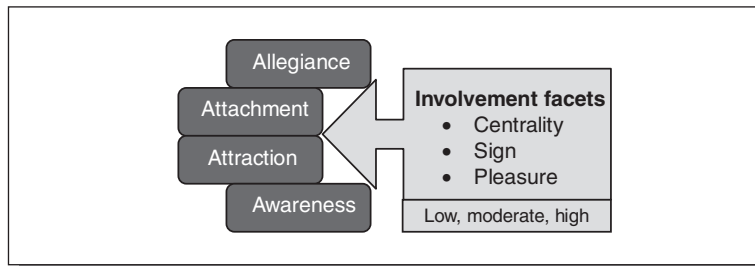 Allegiance
Attachment
Attraction
Awareness
Involvement facets
• Centrality
• Sign
• Pleasure
Low, moderate, high